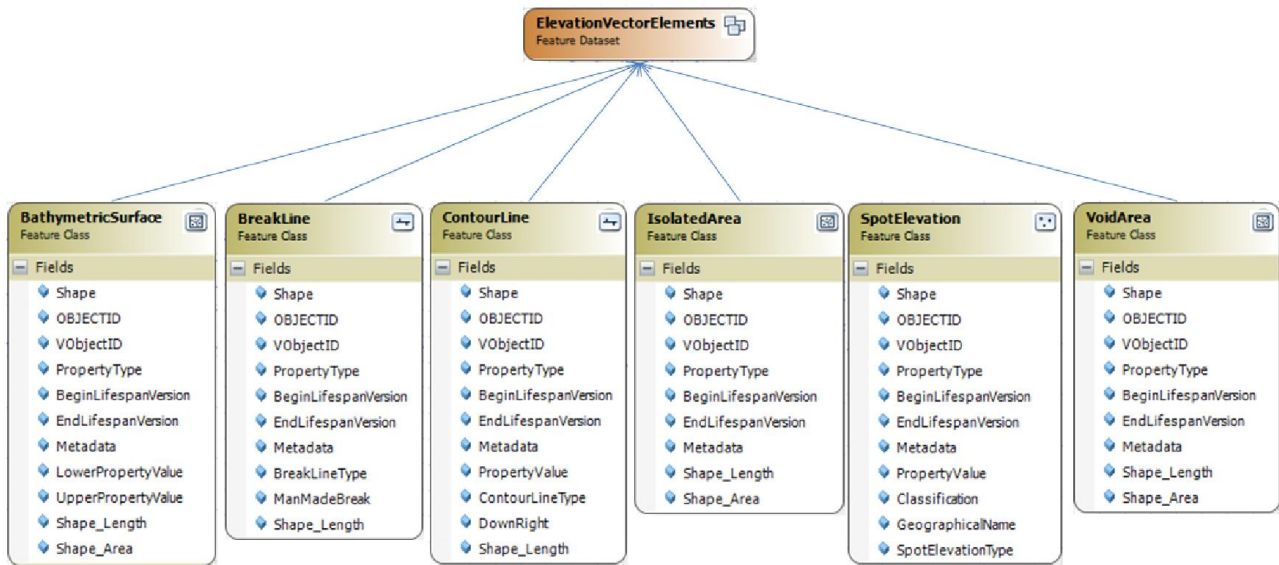 ElevationVectorElements
Feature Dataset
BathymetricSurface
Feature Class
Fields
Shape
OBJECTID
VObjectID
PropertyType
BeginLifespanVersion
EndLifespanVersion
Metadata
LowerPropertyValue
UpperPropertyValue
Shape_Length
Shape_Area
BreakLine
Feature Class
Fields
Shape
OBJECTID
VObjectID
PropertyType
BeginLifespanVersion
EndLifespanVersion
Metadata
BreakLineType
ManMadeBreak
Shape_Length
ContourLine
Feature Class
Fields
Shape
OBJECTID
VObjectID
PropertyType
BeginLifespanVersion
EndLifespanVersion
Metadata
PropertyValue
ContourLineType
DownRight
Shape_Length
IsolatedArea
Feature Class
Fields
Shape
OBJECTID
VObjectID
PropertyType
BeginLifespanVersion
EndLifespanVersion
Metadata
Shape_Length
Shape_Area
SpotElevation
Feature Class
Fields
Shape
OBJECTID
VObjectID
PropertyType
BeginLifespanVersion
EndLifespanVersion
Metadata
PropertyValue
Classification
GeographicalName
SpotElevationType
VoidArea
Feature Class
Fields
Shape
OBJECTID
VObjectID
PropertyType
BeginLifespanVersion
EndLifespanVersion
Metadata
Shape_Length
Shape_Area